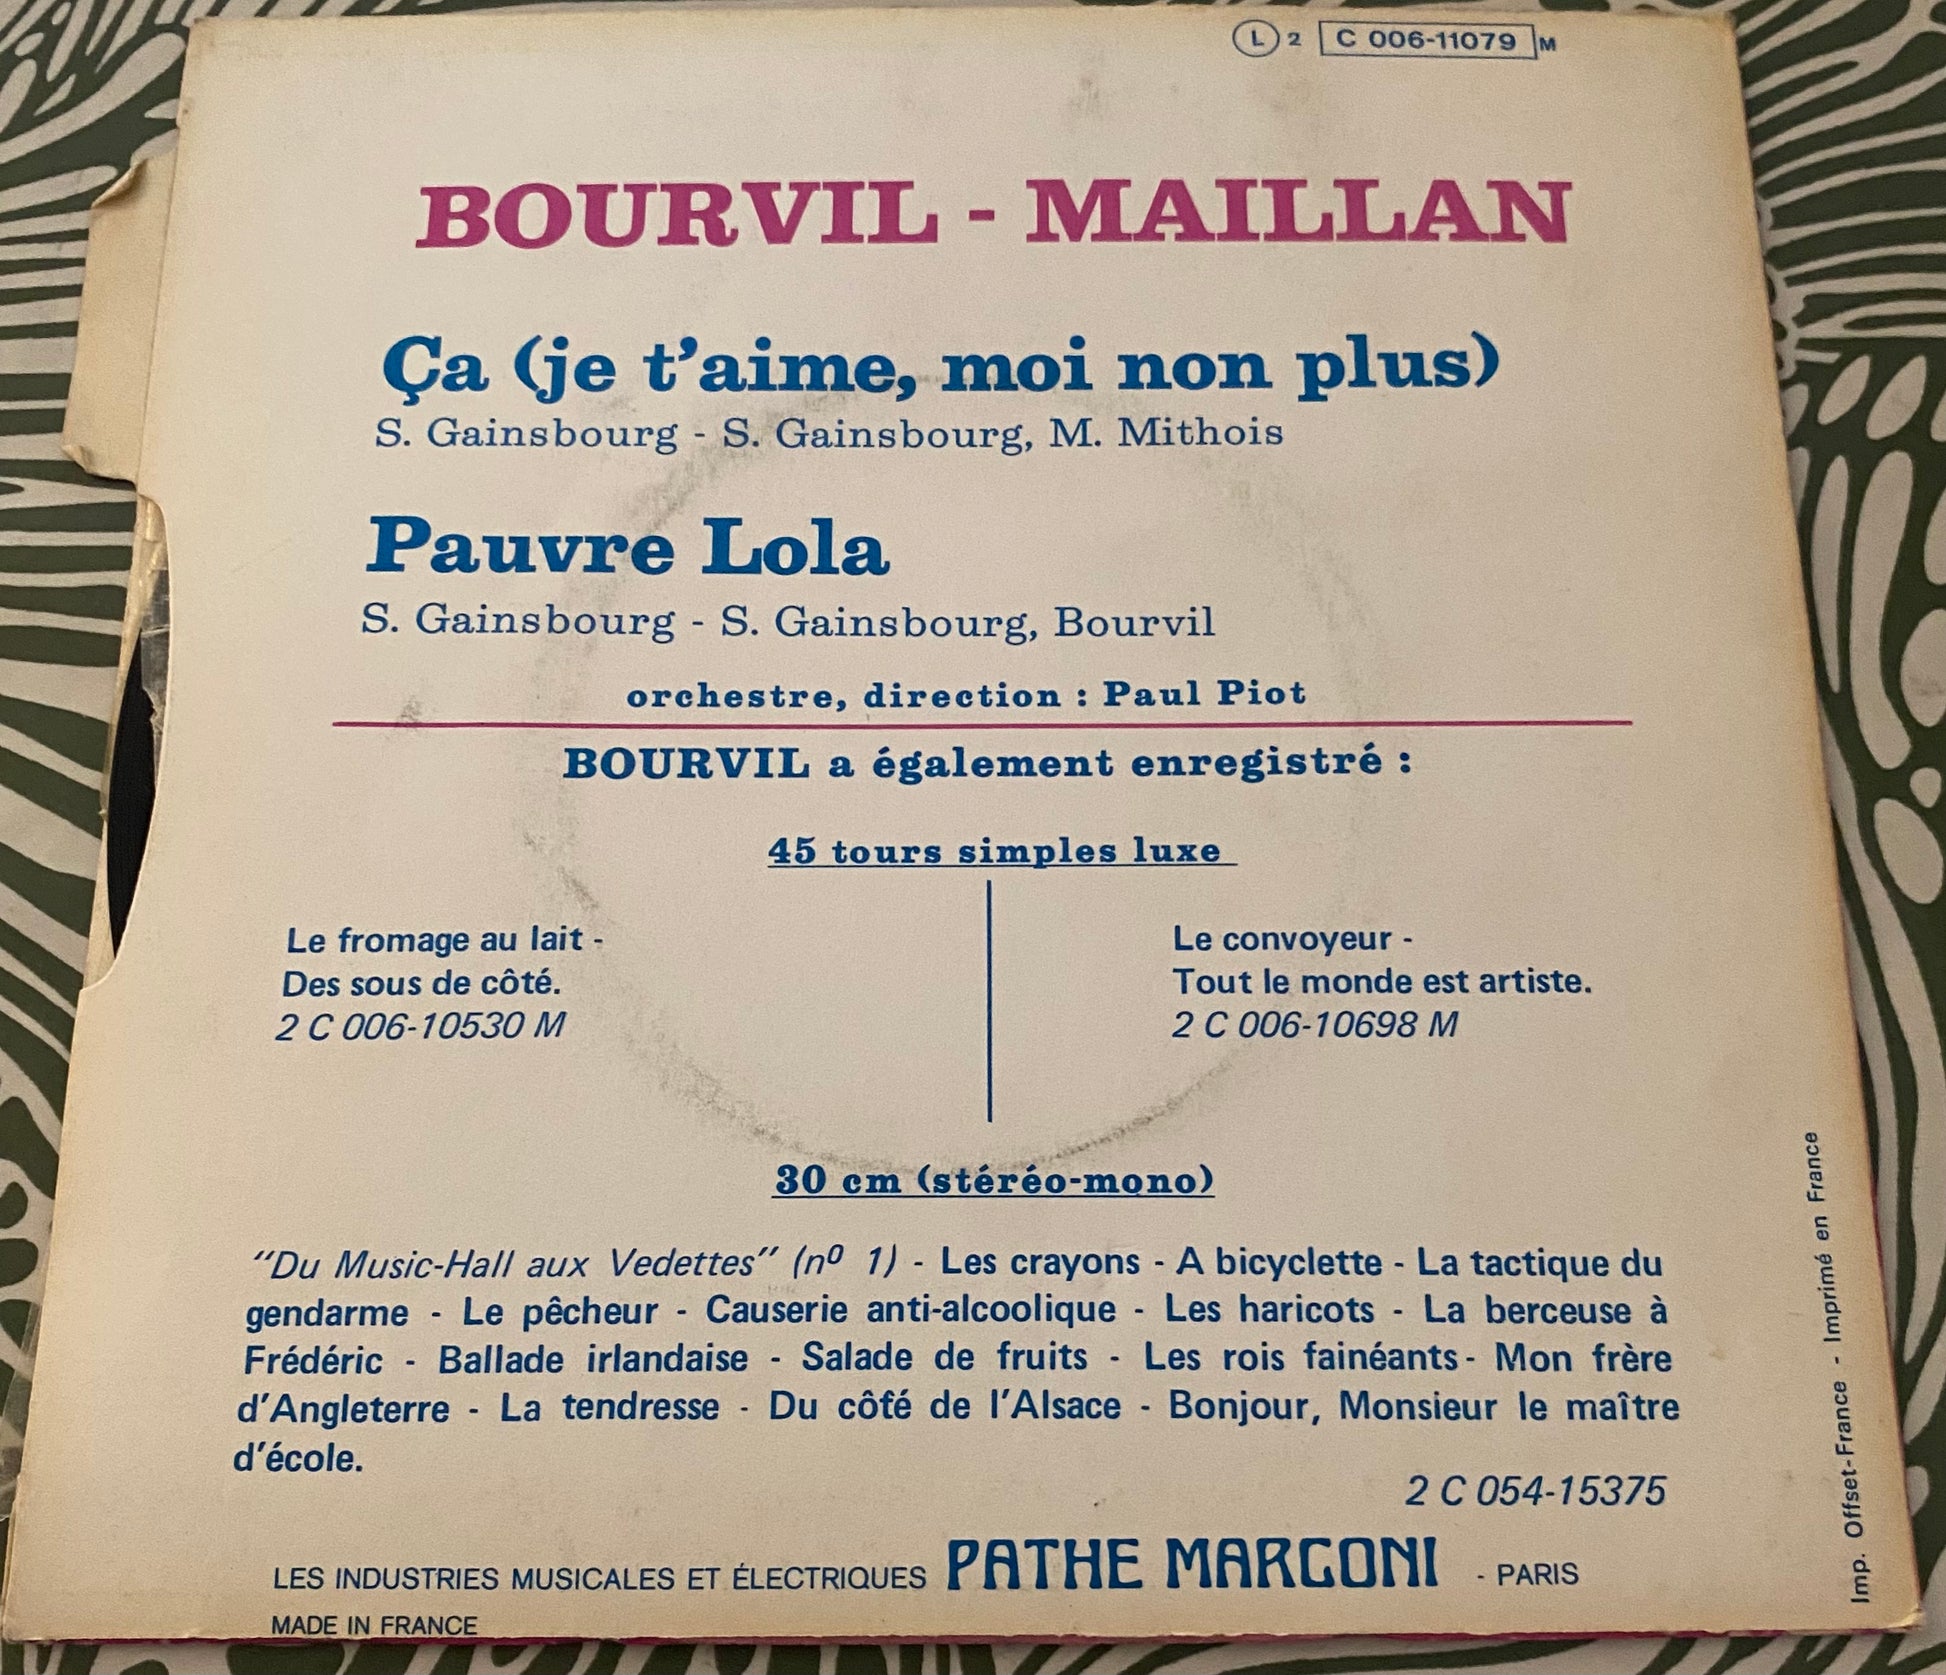 L 2 C 006-11079 M
BOURVIL - MAILLAN
Ça (je t'aime, moi non plus)
S. Gainsbourg - S. Gainsbourg, M. Mithois
Pauvre Lola
S. Gainsbourg - S. Gainsbourg, Bourvil
orchestre, direction : Paul Piot
BOURVIL a également enregistré :
45 tours simples luxe
Le fromage au lait -
Des sous de côté.
2 C 006-10530 M
Le convoyeur -
Tout le monde est artiste.
2 C 006-10698 M
30 cm (stéréo-mono)
"Du Music-Hall aux Vedettes" (nº 1) - Les crayons - A bicyclette - La tactique du
gendarme - Le pêcheur - Causerie anti-alcoolique - Les haricots - La berceuse à
Frédéric - Ballade irlandaise - Salade de fruits - Les rois fainéants - Mon frère
d'Angleterre - La tendresse - Du côté de l'Alsace - Bonjour, Monsieur le maître
d'école.
2 C 054-15375
LES INDUSTRIES MUSICALES ET ÉLECTRIQUES PATHE MARCONI - PARIS
MADE IN FRANCE
Imp. Offset-France - Imprimé en France